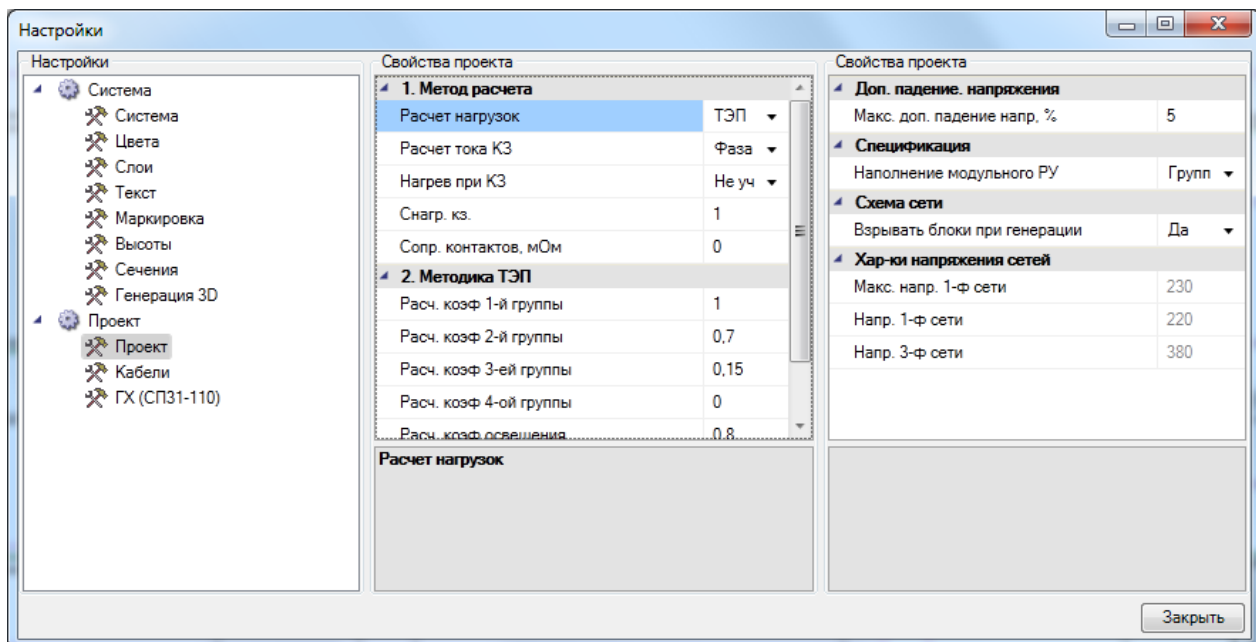 Настройки
Настройки
Система
Система
Цвета
Слои
Текст
Маркировка
Высоты
Сечения
Генерация 3D
Проект
Проект
Кабели
ГХ (СП31-110)
Свойства проекта
1. Метод расчета
Расчет нагрузок ТЭП
Расчет тока КЗ Фаза
Нагрев при КЗ Не уч
Cнагр. кз. 1
Сопр. контактов, мОм 0
2. Методика ТЭП
Расч. коэф 1-й группы 1
Расч. коэф 2-й группы 0,7
Расч. коэф 3-ей группы 0,15
Расч. коэф 4-ой группы 0
Расч. коэф освещения 0,8
Расчет нагрузок
Свойства проекта
Доп. падение. напряжения
Макс. доп. падение напр, % 5
Спецификация
Наполнение модульного РУ Групп
Схема сети
Взрывать блоки при генерации Да
Хар-ки напряжения сетей
Макс. напр. 1-ф сети 230
Напр. 1-ф сети 220
Напр. 3-ф сети 380
Закрыть